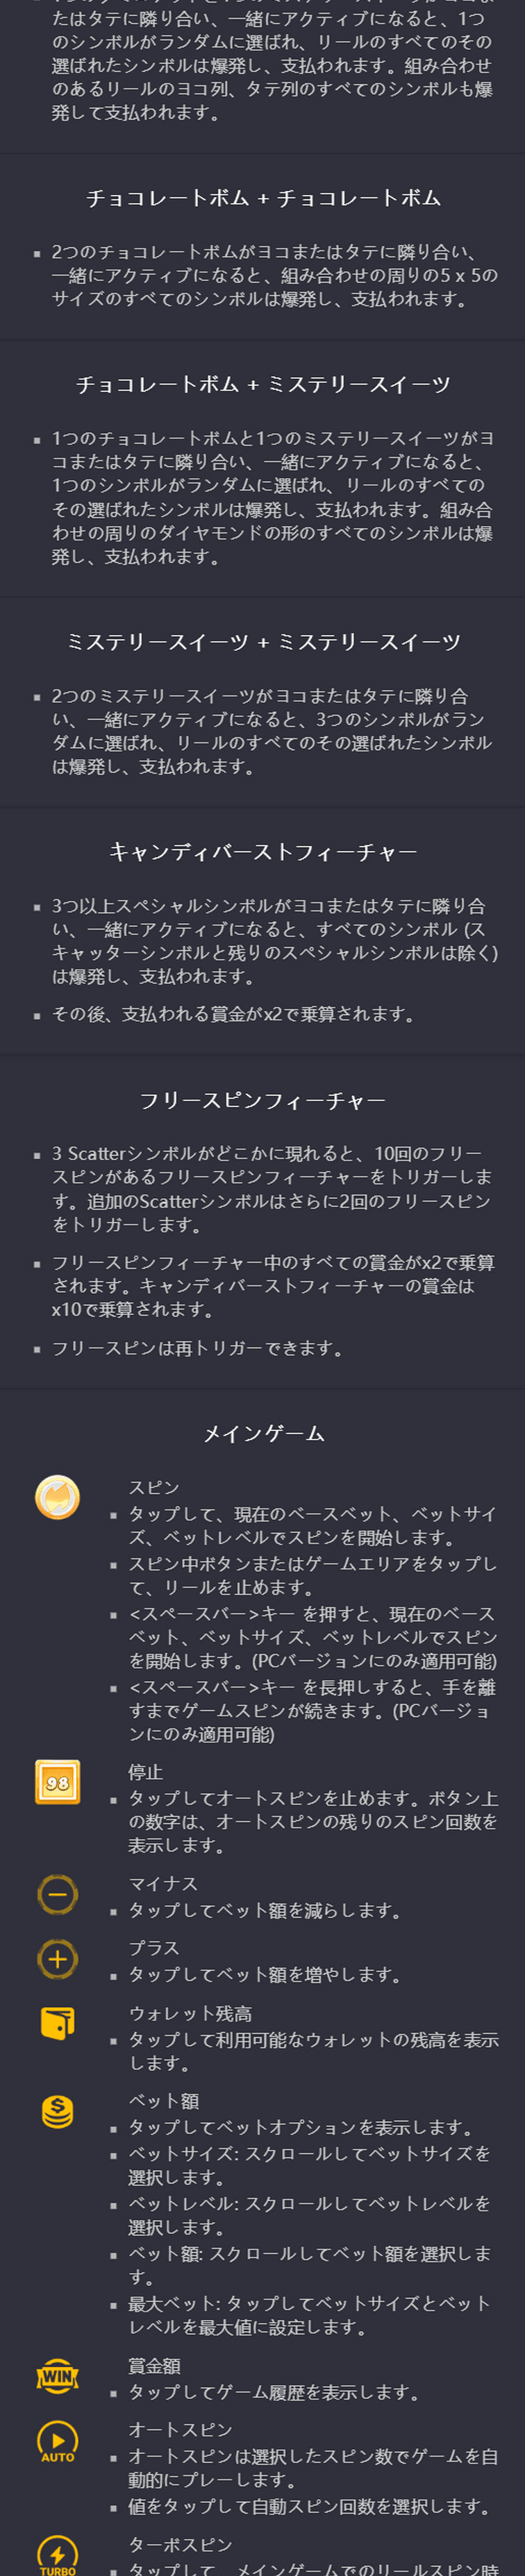 たはタテに隣り合い、一緒にアクティブになると、1つ
のシンボルがランダムに選ばれ、リールのすべてのその
選ばれたシンボルは爆発し、支払われます。組み合わせ
のあるリールのヨコ列、タテ列のすべてのシンボルも爆
発して支払われます。
チョコレートボム + チョコレートボム
▪ 2つのチョコレートボムがヨコまたはタテに隣り合い、
一緒にアクティブになると、組み合わせの周りの5 x 5の
サイズのすべてのシンボルは爆発し、支払われます。
チョコレートボム + ミステリースイーツ
▪ 1つのチョコレートボムと1つのミステリースイーツがヨ
コまたはタテに隣り合い、一緒にアクティブになると、
1つのシンボルがランダムに選ばれ、リールのすべての
その選ばれたシンボルは爆発し、支払われます。組み合
わせの周りのダイヤモンドの形のすべてのシンボルは爆
発し、支払われます。
ミステリースイーツ + ミステリースイーツ
▪ 2つのミステリースイーツがヨコまたはタテに隣り合
い、一緒にアクティブになると、3つのシンボルがラン
ダムに選ばれ、リールのすべてのその選ばれたシンボル
は爆発し、支払われます。
キャンディバーストフィーチャー
▪ 3つ以上スペシャルシンボルがヨコまたはタテに隣り合
い、一緒にアクティブになると、すべてのシンボル (ス
キャッターシンボルと残りのスペシャルシンボルは除く)
は爆発し、支払われます。
▪ その後、支払われる賞金がx2で乗算されます。
フリースピンフィーチャー
▪ 3 Scatterシンボルがどこかに現れると、10回のフリー
スピンがあるフリースピンフィーチャーをトリガーしま
す。追加のScatterシンボルはさらに2回のフリースピン
をトリガーします。
▪ フリースピンフィーチャー中のすべての賞金がx2で乗算
されます。キャンディバーストフィーチャーの賞金は
x10で乗算されます。
▪ フリースピンは再トリガーできます。
メインゲーム
スピン
▪ タップして、現在のベースベット、ベットサイ
ズ、ベットレベルでスピンを開始します。
▪ スピン中ボタンまたはゲームエリアをタップし
て、リールを止めます。
▪ <スペースバー>キー を押すと、現在のベース
ベット、ベットサイズ、ベットレベルでスピン
を開始します。(PCバージョンにのみ適用可能)
▪ <スペースバー>キー を長押しすると、手を離
すまでゲームスピンが続きます。(PCバージョ
ンにのみ適用可能)
98
停止
▪ タップしてオートスピンを止めます。ボタン上
の数字は、オートスピンの残りのスピン回数を
表示します。
マイナス
▪ タップしてベット額を減らします。
プラス
▪ タップしてベット額を増やします。
ウォレット残高
▪ タップして利用可能なウォレットの残高を表示
します。
ベット額
▪ タップしてベットオプションを表示します。
▪ ベットサイズ: スクロールしてベットサイズを
選択します。
▪ ベットレベル: スクロールしてベットレベルを
選択します。
▪ ベット額: スクロールしてベット額を選択しま
す。
▪ 最大ベット: タップしてベットサイズとベット
レベルを最大値に設定します。
WIN
賞金額
▪ タップしてゲーム履歴を表示します。
AUTO
オートスピン
▪ オートスピンは選択したスピン数でゲームを自
動的にプレーします。
▪ 値をタップして自動スピン回数を選択します。
TURBO
ターボスピン
▪ タップして、メインゲームでのリールスピン時